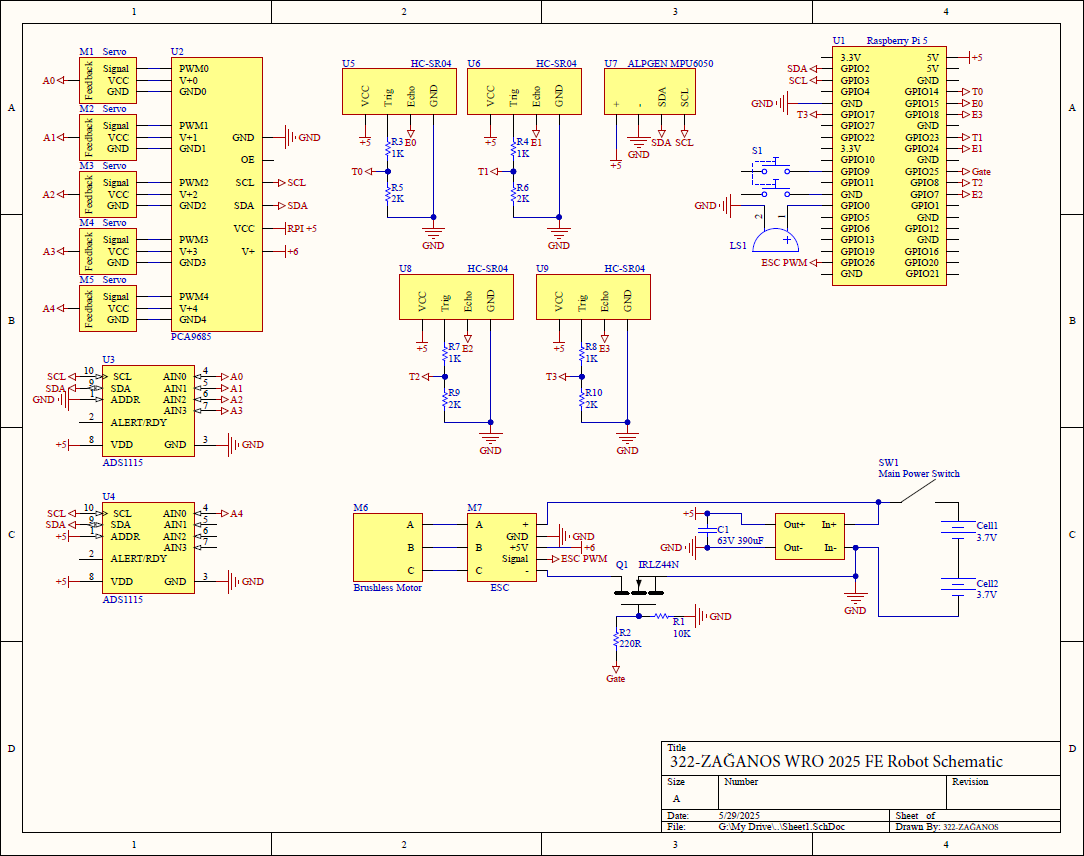 1 2 3 4
A
B
C
D
M1 Servo
Feedback
Signal
VCC
GND
A0
M2 Servo
Feedback
Signal
VCC
GND
A1
M3 Servo
Feedback
Signal
VCC
GND
A2
M4 Servo
Feedback
Signal
VCC
GND
A3
M5 Servo
Feedback
Signal
VCC
GND
A4
U2
PWM0
V+0
GND0
PWM1
V+1
GND1
PWM2
V+2
GND2
PWM3
V+3
GND3
PWM4
V+4
GND4
GND GND
OE
SCL SCL
SDA SDA
VCC RPI +5
V+ +6
PCA9685
U5 HC-SR04
VCC Trig Echo GND
+5 R3 E0
1K
T0
R5
2K
GND
U6 HC-SR04
VCC Trig Echo GND
+5 R4 E1
1K
T1
R6
2K
GND
U7 ALPGEN MPU6050
+ - SDA SCL
SDA SCL
GND
+5
U8 HC-SR04
VCC Trig Echo GND
+5 R7 E2
1K
T2
R9
2K
GND
U9 HC-SR04
VCC Trig Echo GND
+5 R8 E3
1K
T3
R10
2K
GND
U1 Raspberry Pi 5
3.3V 5V +5
SDA GPIO2 5V
SCL GPIO3 GND
GPIO4 GPIO14 T0
GND GND GPIO15 E0
T3 GPIO17 GPIO18 E3
GPIO27 GND
GPIO22 GPIO23 T1
3.3V GPIO24 E1
GPIO10 GND
GPIO9 GPIO25 Gate
GPIO11 GPIO8 T2
GND GPIO7 E2
GPIO0 GPIO1
GPIO5 GND
GPIO6 GPIO12
GPIO13 GND
GPIO19 GPIO16
ESC PWM GPIO26 GPIO20
GND GPIO21
S1
GND
2 1
LS1 +
U3
SCL 10 SCL AIN0 4 A0
SDA 9 SDA AIN1 5 A1
GND 1 ADDR AIN2 6 A2
AIN3 7 A3
2 ALERT/RDY
+5 8 VDD GND 3 GND
ADS1115
U4
SCL 10 SCL AIN0 4 A4
SDA 9 SDA AIN1 5
+5 1 ADDR AIN2 6
AIN3 7
2 ALERT/RDY
+5 8 VDD GND 3 GND
ADS1115
M6
A
B
C
Brushless Motor
M7
A +
GND GND
B +5V +6
Signal ESC PWM
C -
ESC
SW1
Main Power Switch
+5
C1
63V 390uF
GND
Out+ In+
Out- In-
Cell1
3.7V
Cell2
3.7V
GND
Q1 IRLZ44N
R1
10K
GND
R2
220R
Gate
Title
322-ZAĞANOS WRO 2025 FE Robot Schematic
Size Number Revision
A
Date: 5/29/2025 Sheet of
File: G:\My Drive\..\Sheet1.SchDoc Drawn By: 322-ZAĞANOS
A
B
C
D
1 2 3 4